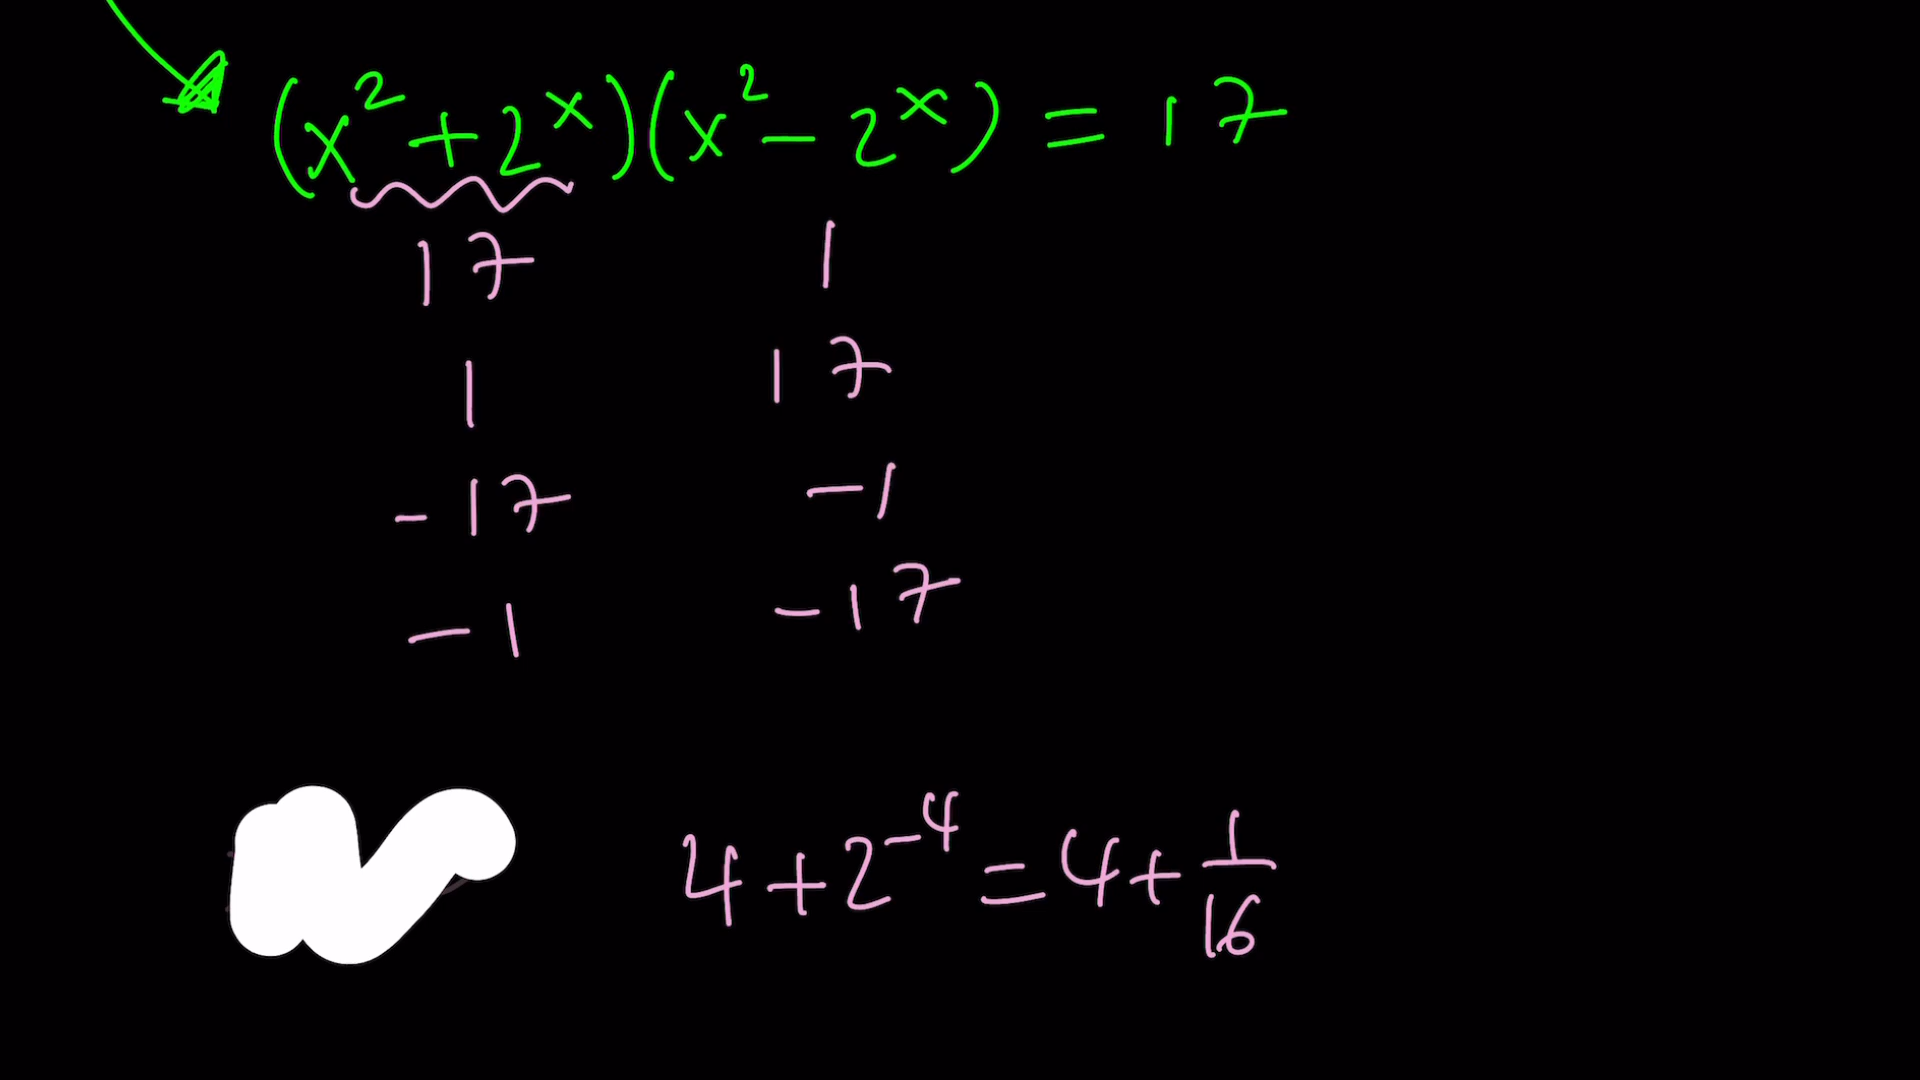 (x² + 2ˣ)(x² - 2ˣ) = 17
17 1
1 17
-17 -1
-1 -17
4 + 2⁻⁴ = 4 + 1/16